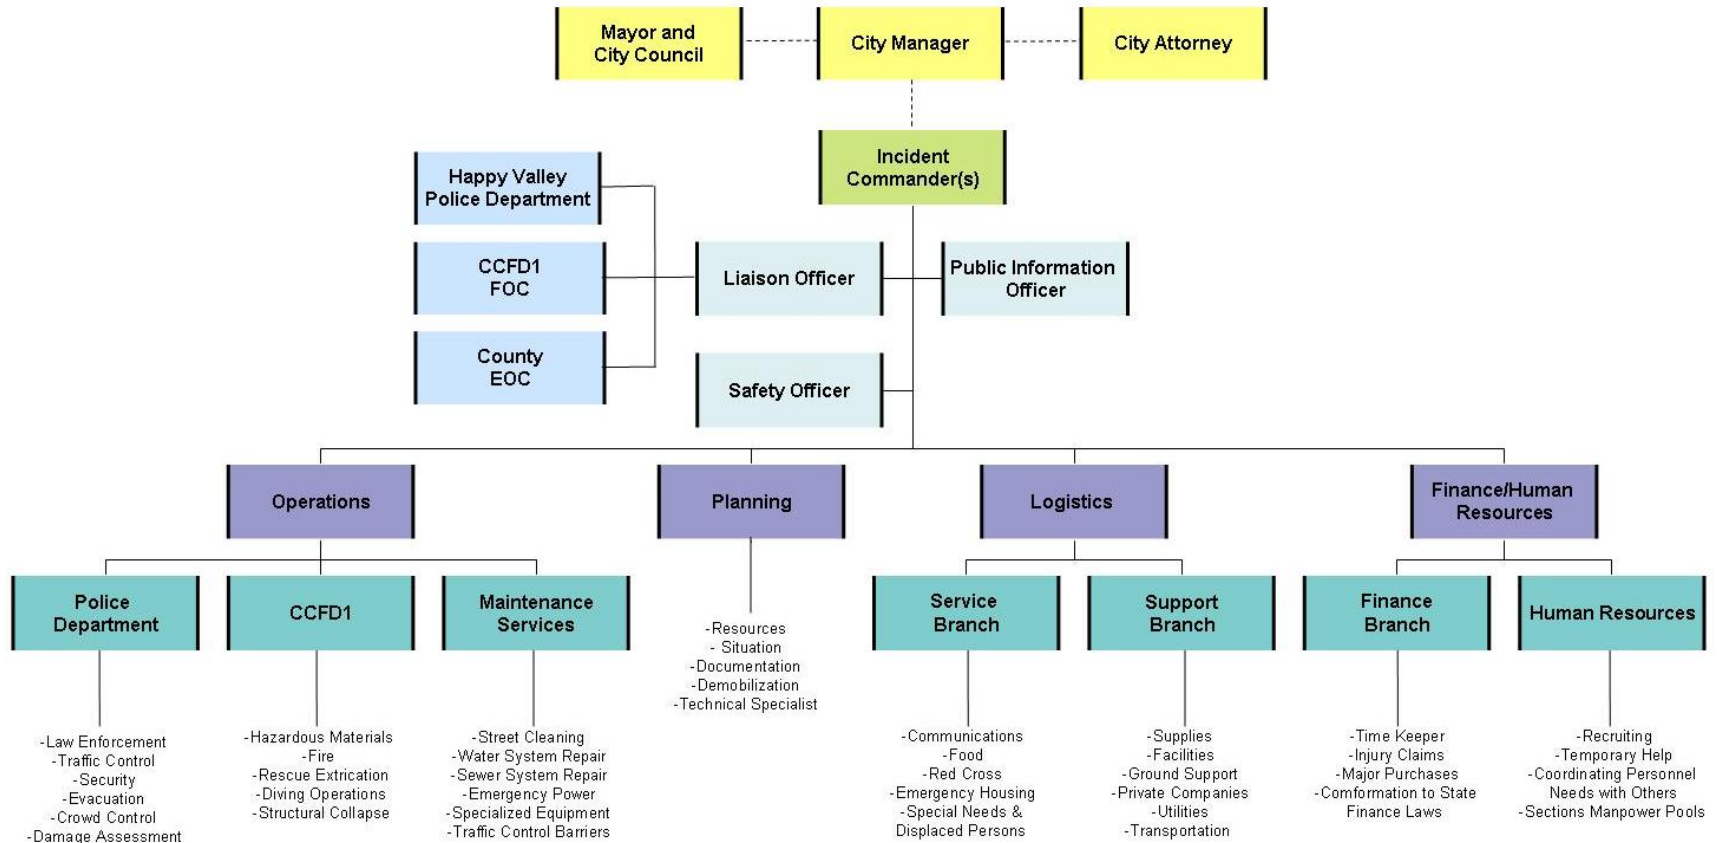 Mayor and
City Council
City Manager
City Attorney
Incident
Commander(s)
Happy Valley
Police Department
CCFD1
FOC
County
EOC
Liaison Officer
Public Information
Officer
Safety Officer
Operations
Planning
Logistics
Finance/Human
Resources
Police
Department
CCFD1
Maintenance
Services
Service
Branch
Support
Branch
Finance
Branch
Human Resources
-Law Enforcement
-Traffic Control
-Security
-Evacuation
-Crowd Control
-Damage Assessment
-Hazardous Materials
-Fire
-Rescue Extrication
-Diving Operations
-Structural Collapse
-Street Cleaning
-Water System Repair
-Sewer System Repair
-Emergency Power
-Specialized Equipment
-Traffic Control Barriers
-Resources
- Situation
-Documentation
-Demobilization
-Technical Specialist
-Communications
-Food
-Red Cross
-Emergency Housing
-Special Needs &
Displaced Persons
-Supplies
-Facilities
-Ground Support
-Private Companies
-Utilities
-Transportation
-Time Keeper
-Injury Claims
-Major Purchases
-Comformation to State
Finance Laws
-Recruiting
-Temporary Help
-Coordinating Personnel
Needs with Others
-Sections Manpower Pools